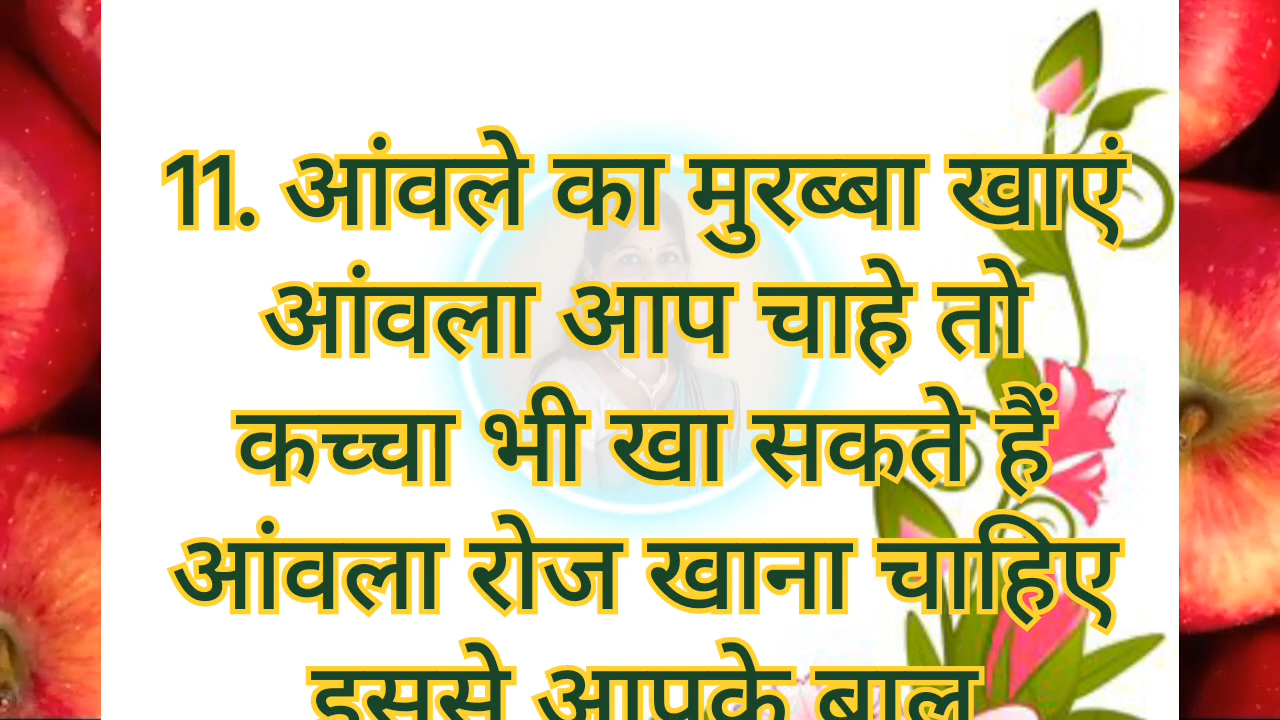 11. आंवले का मुरब्बा खाएं
आंवला आप चाहे तो
कच्चा भी खा सकते हैं
आंवला रोज खाना चाहिए
इससे आपके बाल